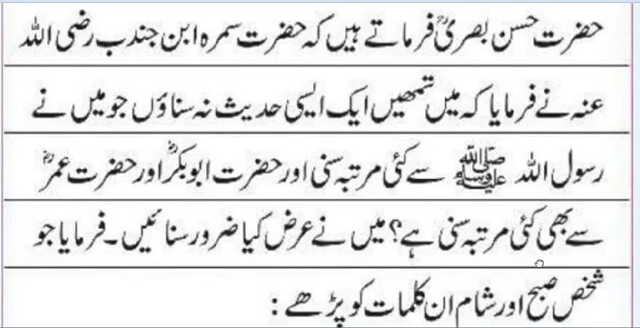 حضرت حسن بصریؒ فرماتے ہیں کہ حضرت سمرہ ابن جندب رضی اللہ
عنہ نے فرمایا کہ میں تمھیں ایک ایسی حدیث نہ سناؤں جو میں نے
رسول اللہ ﷺ سے کئی مرتبہ سنی اور حضرت ابوبکرؓ اور حضرت عمرؓ
سے بھی کئی مرتبہ سنی ہے؟ میں نے عرض کیا ضرور سنائیں۔ فرمایا جو
شخص صبح اور شام ان کلمات کو پڑھے :